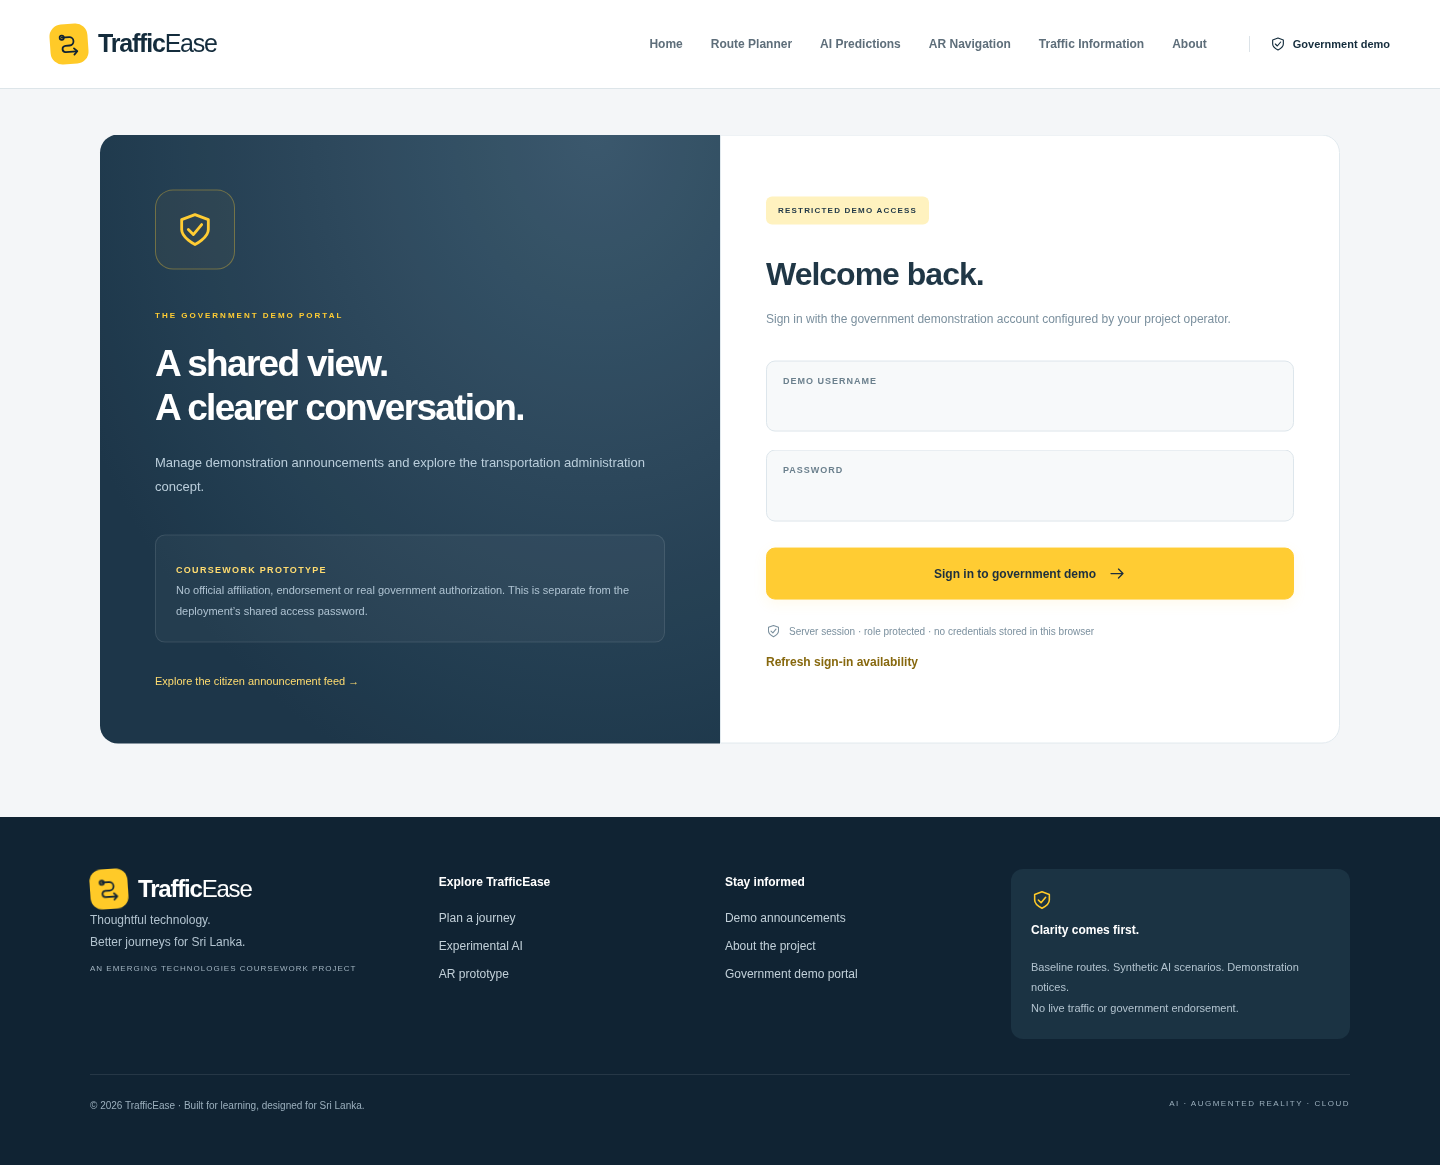 TrafficEase
Home
Route Planner
AI Predictions
AR Navigation
Traffic Information
About
Government demo
THE GOVERNMENT DEMO PORTAL
A shared view.
A clearer conversation.
Manage demonstration announcements and explore the transportation administration
concept.
COURSEWORK PROTOTYPE
No official affiliation, endorsement or real government authorization. This is separate from the
deployment's shared access password.
Explore the citizen announcement feed →
RESTRICTED DEMO ACCESS
Welcome back.
Sign in with the government demonstration account configured by your project operator.
DEMO USERNAME
PASSWORD
Sign in to government demo
Server session · role protected · no credentials stored in this browser
Refresh sign-in availability
TrafficEase
Thoughtful technology.
Better journeys for Sri Lanka.
AN EMERGING TECHNOLOGIES COURSEWORK PROJECT
Explore TrafficEase
Plan a journey
Experimental AI
AR prototype
Stay informed
Demo announcements
About the project
Government demo portal
Clarity comes first.
Baseline routes. Synthetic AI scenarios. Demonstration
notices.
No live traffic or government endorsement.
© 2026 TrafficEase · Built for learning, designed for Sri Lanka.
AI · AUGMENTED REALITY · CLOUD